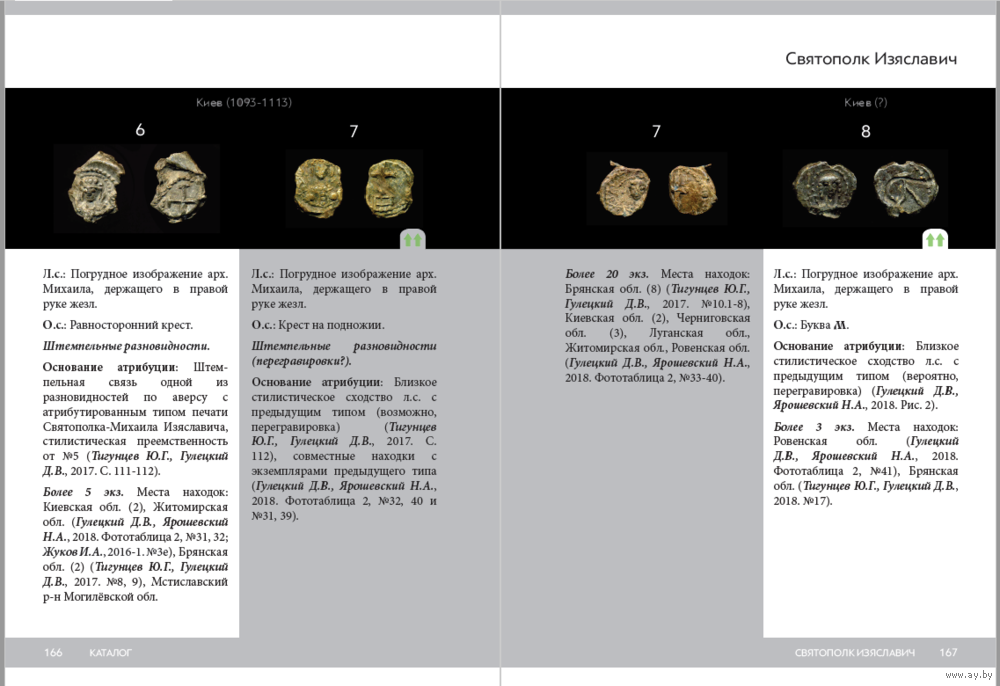 Святополк Изяславич
Киев (1093-1113)
6
7
Киев (?)
7
8
Л.с.: Погрудное изображение арх.
Михаила, держащего в правой
руке жезл.
О.с.: Равносторонний крест.
Штемпельные разновидности.
Основание атрибуции: Штем-
пельная связь одной из
разновидностей по аверсу с
атрибутированным типом печати
Святополка-Михаила Изяславича,
стилистическая преемственность
от №5 (Тигунцев Ю.Г., Гулецкий
Д.В., 2017. С. 111-112).
Более 5 экз. Места находок:
Киевская обл. (2), Житомирская
обл. (Гулецкий Д.В., Ярошевский
Н.А., 2018. Фототаблица 2, №31, 32;
Жуков И.А., 2016-1. №3е), Брянская
обл. (2) (Тигунцев Ю.Г., Гулецкий
Д.В., 2017. №8, 9), Мстиславский
р-н Могилёвской обл.
Л.с.: Погрудное изображение арх.
Михаила, держащего в правой
руке жезл.
О.с.: Крест на подножии.
Штемпельные разновидности
(перегравировки?).
Основание атрибуции: Близкое
стилистическое сходство л.с. с
предыдущим типом (возможно,
перегравировка) (Тигунцев
Ю.Г., Гулецкий Д.В., 2017. С.
112), совместные находки с
экземплярами предыдущего типа
(Гулецкий Д.В., Ярошевский Н.А.,
2018. Фототаблица 2, №32, 40 и
№31, 39).
Более 20 экз. Места находок:
Брянская обл. (8) (Тигунцев Ю.Г.,
Гулецкий Д.В., 2017. №10.1-8),
Киевская обл. (2), Черниговская
обл. (3), Луганская обл.,
Житомирская обл., Ровенская обл.
(Гулецкий Д.В., Ярошевский Н.А.,
2018. Фототаблица 2, №33-40).
Л.с.: Погрудное изображение арх.
Михаила, держащего в правой
руке жезл.
О.с.: Буква М.
Основание атрибуции: Близкое
стилистическое сходство л.с. с
предыдущим типом (вероятно,
перегравировка) (Гулецкий Д.В.,
Ярошевский Н.А., 2018. Рис. 2).
Более 3 экз. Места находок:
Ровенская обл. (Гулецкий
Д.В., Ярошевский Н.А., 2018.
Фототаблица 2, №41), Брянская
обл. (Тигунцев Ю.Г., Гулецкий Д.В.,
2018. №17).
166 КАТАЛОГ
СВЯТОПОЛК ИЗЯСЛАВИЧ 167
www.ay.by